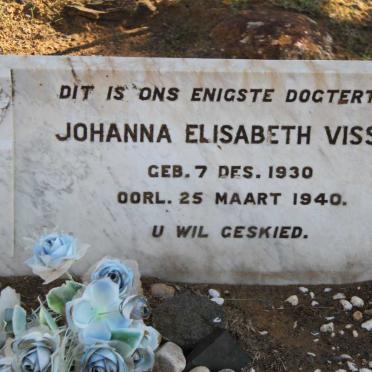 DIT IS ONS ENIGSTE DOGTERT
JOHANNA ELISABETH VISS
GEB. 7 DES. 1930
OORL. 25 MAART 1940.
U WIL GESKIED.